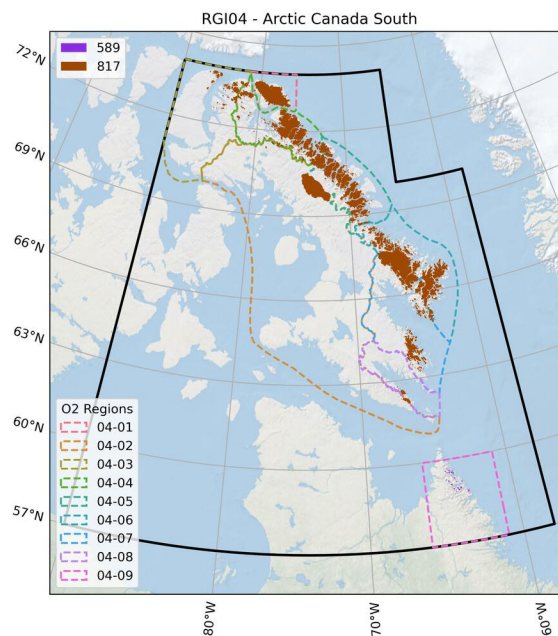 RGI04 - Arctic Canada South
589
817
72°N
69°N
66°N
63°N
60°N
57°N
O2 Regions
04-01
04-02
04-03
04-04
04-05
04-06
04-07
04-08
04-09
80°W
70°W
60°W